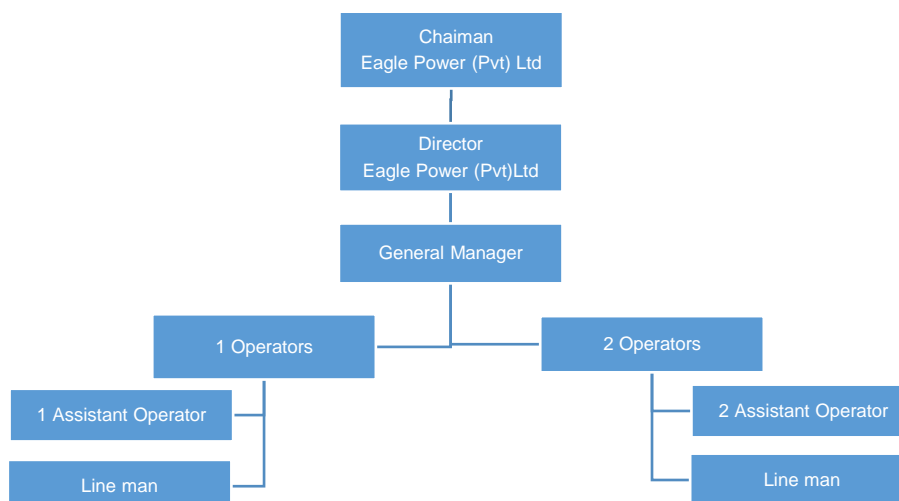 Chaiman
Eagle Power (Pvt) Ltd
Director
Eagle Power (Pvt)Ltd
General Manager
1 Operators
2 Operators
1 Assistant Operator
2 Assistant Operator
Line man
Line man